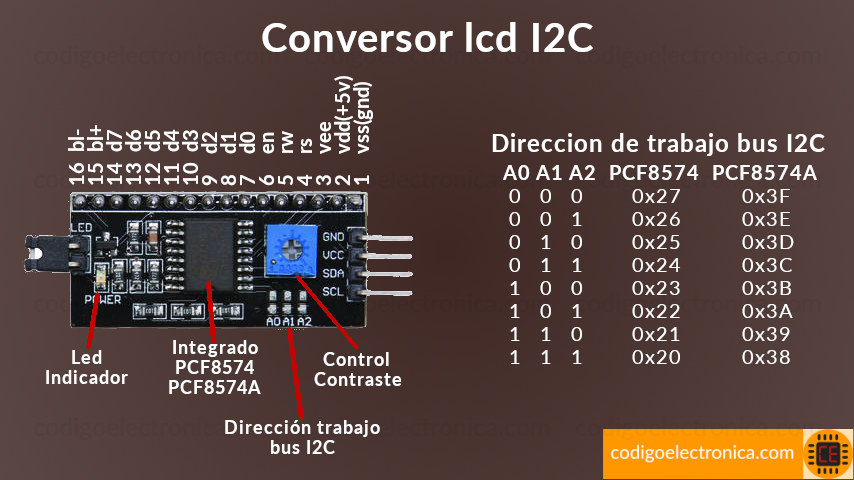 Conversor lcd I2C
16 bl-
15 bl+
14 d7
13 d6
12 d5
11 d4
10 d3
9 d2
8 d1
7 d0
6 en
5 rw
4 rs
3 vee
2 vdd(+5v)
1 vss(gnd)
LED
GND
VCC
SDA
SCL
POWER
A0 A1 A2
Led
Indicador
Integrado
PCF8574
PCF8574A
Control
Contraste
Dirección trabajo
bus I2C
Direccion de trabajo bus I2C
A0 A1 A2 PCF8574 PCF8574A
0 0 0 0x27 0x3F
0 0 1 0x26 0x3E
0 1 0 0x25 0x3D
0 1 1 0x24 0x3C
1 0 0 0x23 0x3B
1 0 1 0x22 0x3A
1 1 0 0x21 0x39
1 1 1 0x20 0x38
codigoelectronica.com
CE